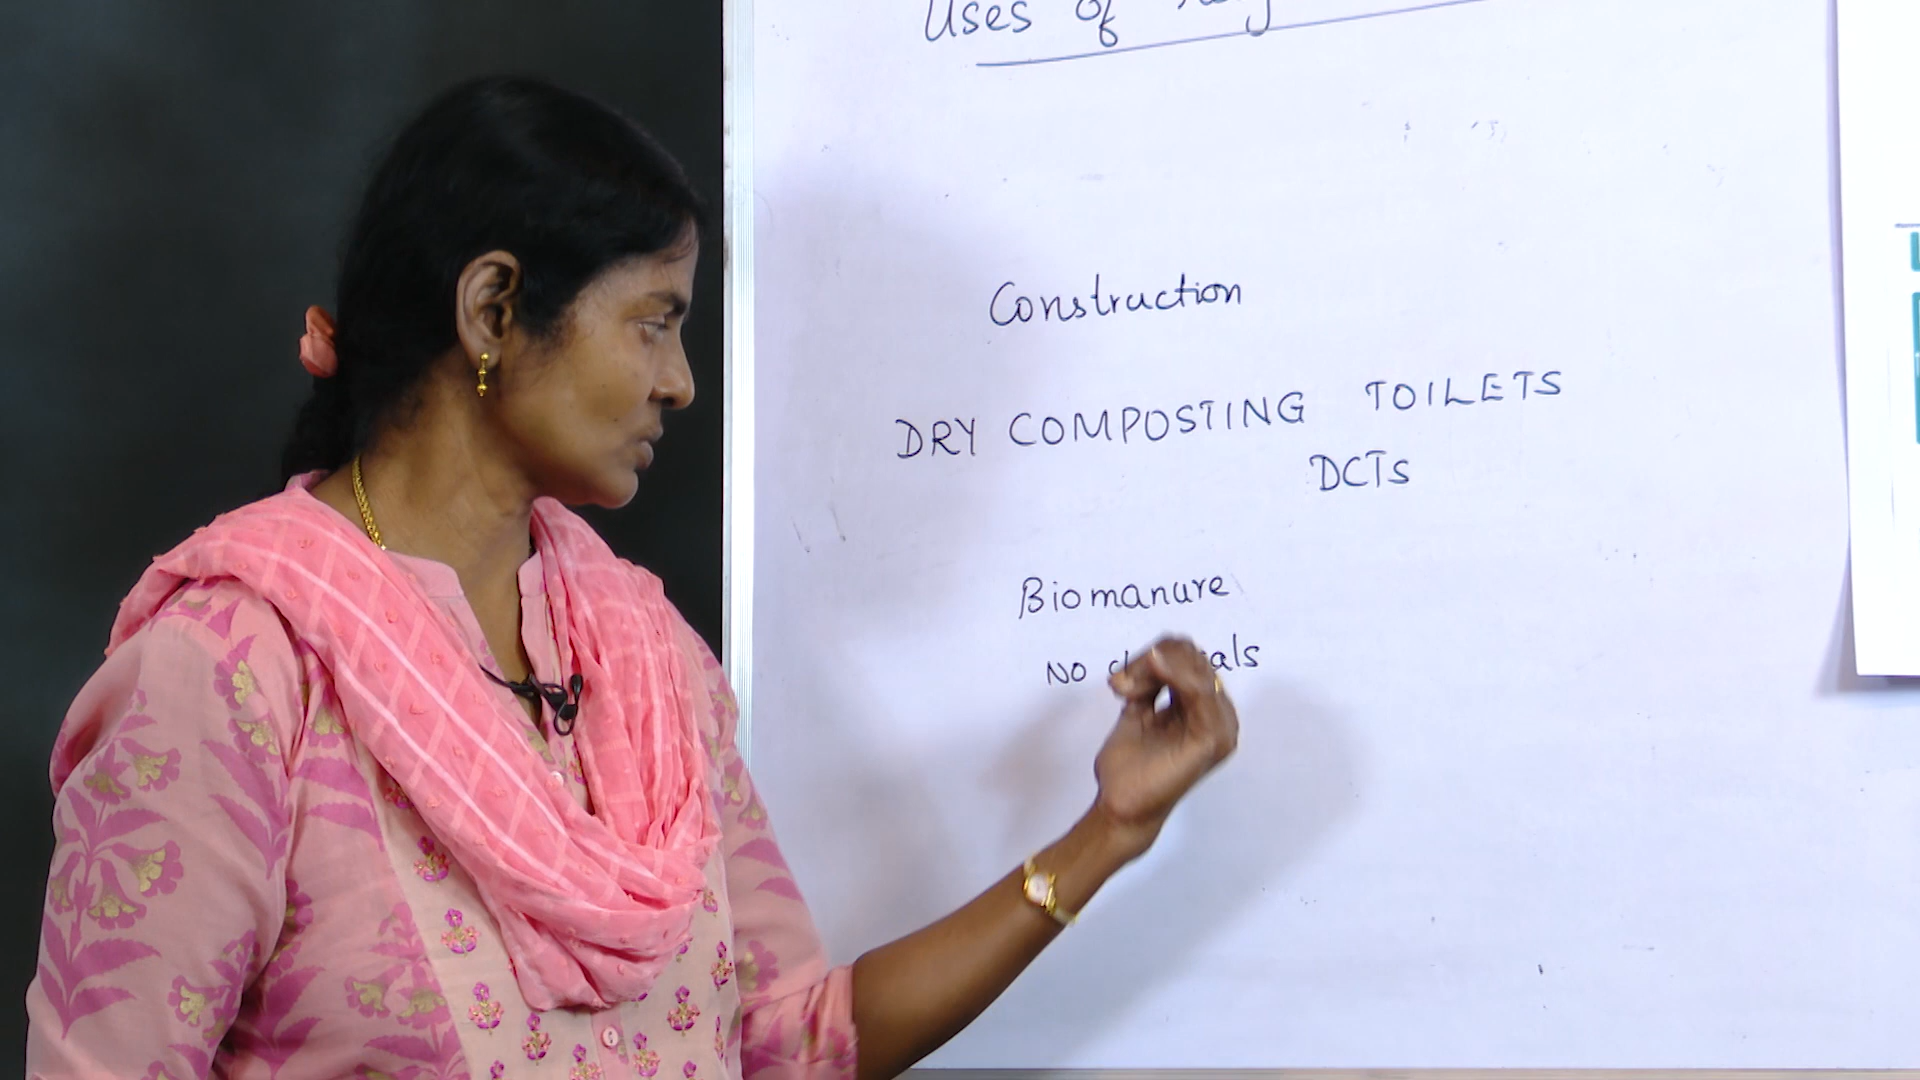 Uses of
Construction
DRY COMPOSTING TOILETS
DCTs
Biomanure
NO